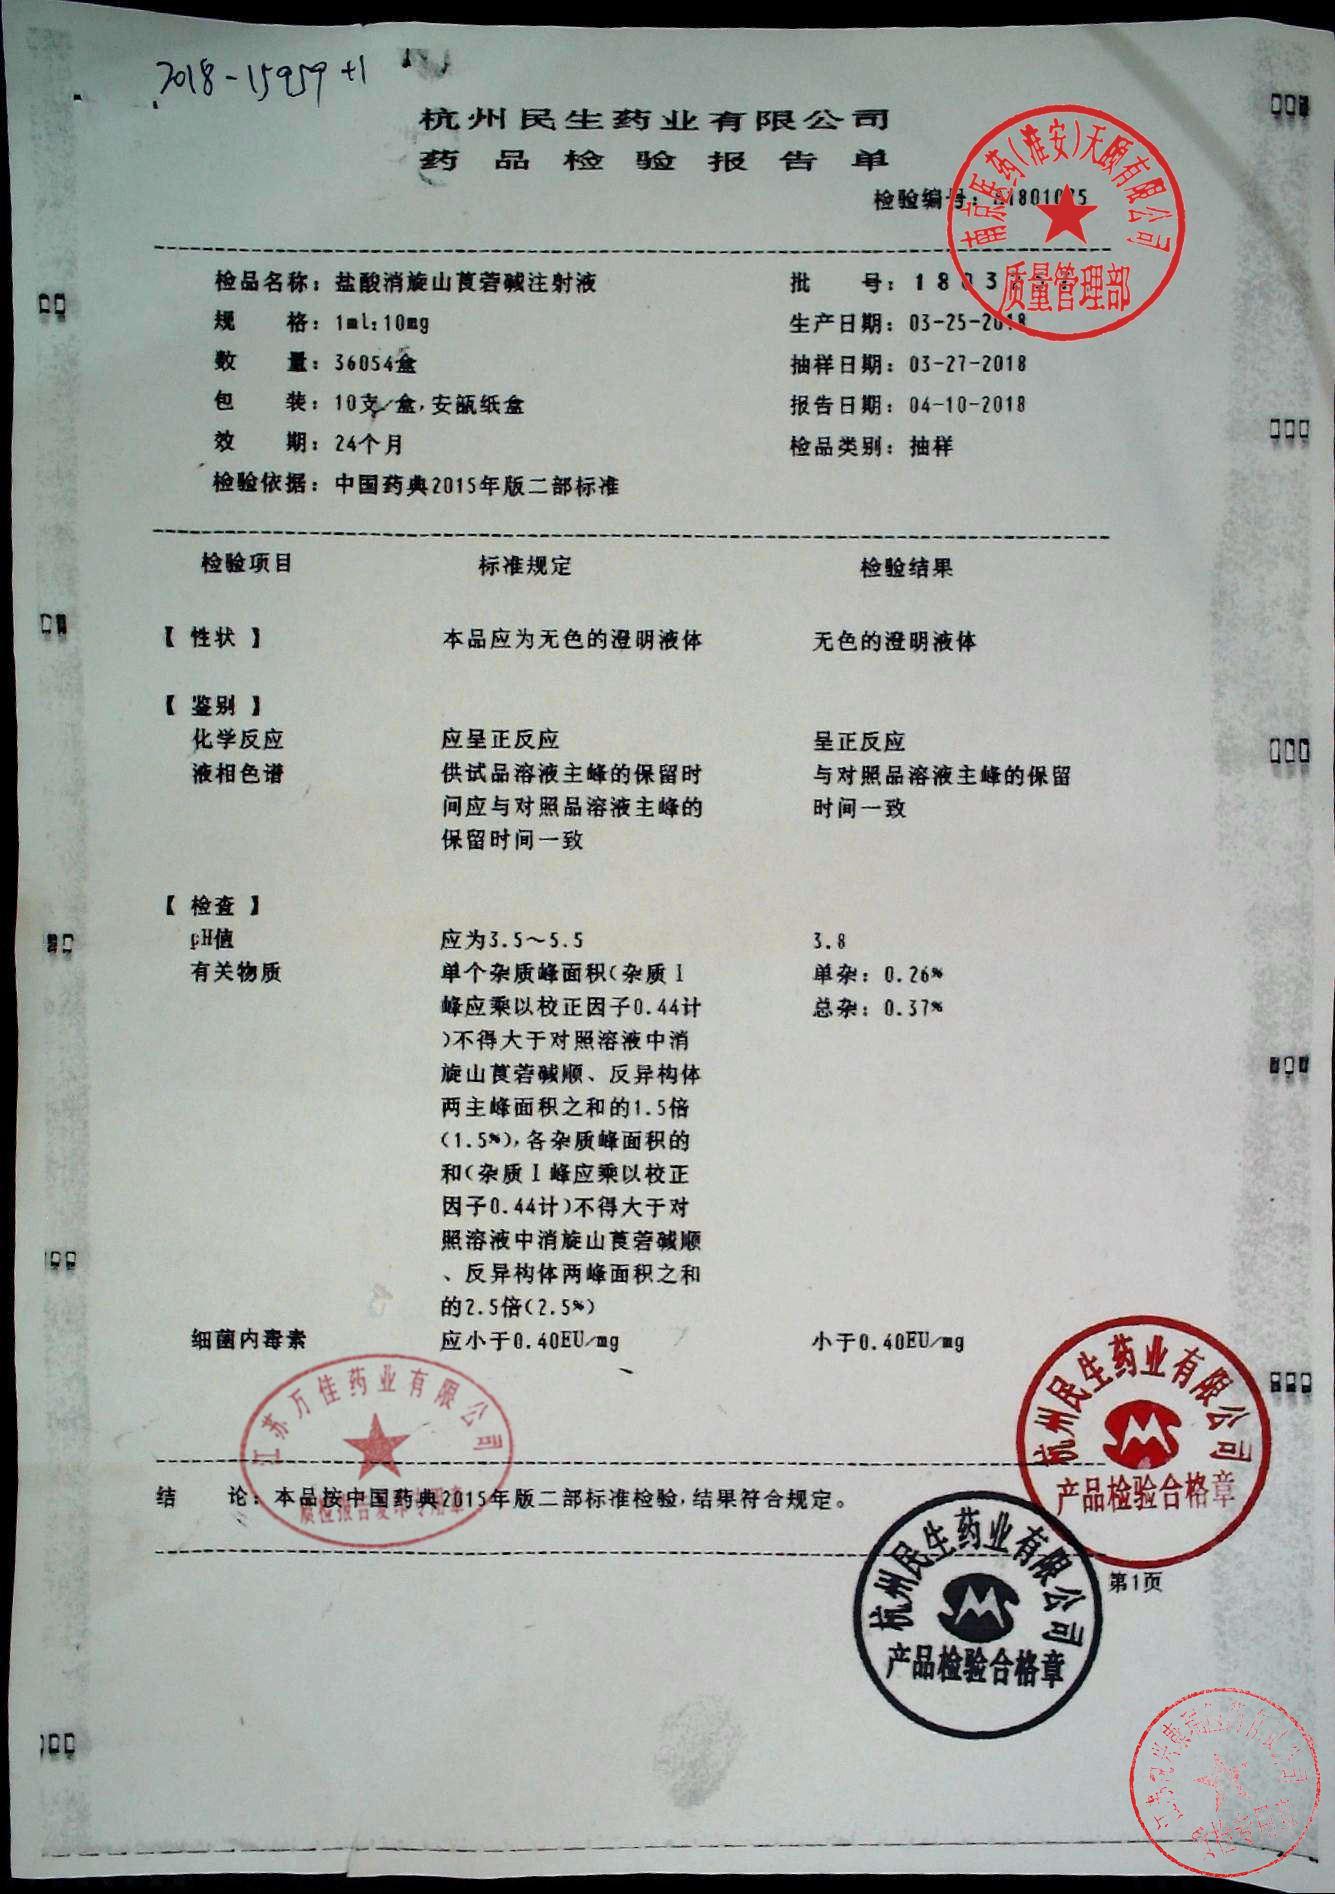 2018-15959+1
杭州民生药业有限公司
药品检验报告单
检验编号：
检品名称：盐酸消旋山莨菪碱注射液 批 号：1803
规 格：1ml:10mg 生产日期：03-25-2018
数 量：36054盒 抽样日期：03-27-2018
包 装：10支/盒,安瓿纸盒 报告日期：04-10-2018
效 期：24个月 检品类别：抽样
检验依据：中国药典2015年版二部标准
南京医药(淮安)天颐有限公司
质量管理部
检验项目 标准规定 检验结果
【 性状 】 本品应为无色的澄明液体 无色的澄明液体
【 鉴别 】
化学反应 应呈正反应 呈正反应
液相色谱 供试品溶液主峰的保留时 与对照品溶液主峰的保留
间应与对照品溶液主峰的 时间一致
保留时间一致
【 检查 】
pH值 应为3.5～5.5 3.8
有关物质 单个杂质峰面积(杂质Ⅰ 单杂：0.26%
峰应乘以校正因子0.44计 总杂：0.37%
)不得大于对照溶液中消
旋山莨菪碱顺、反异构体
两主峰面积之和的1.5倍
(1.5%),各杂质峰面积的
和(杂质Ⅰ峰应乘以校正
因子0.44计)不得大于对
照溶液中消旋山莨菪碱顺
、反异构体两峰面积之和
的2.5倍(2.5%)
细菌内毒素 应小于0.40EU/mg 小于0.40EU/mg
江苏万佳药业有限公司
质检报告复印专用章
杭州民生药业有限公司
产品检验合格章
结 论：本品按中国药典2015年版二部标准检验,结果符合规定。
第1页
杭州民生药业有限公司
产品检验合格章